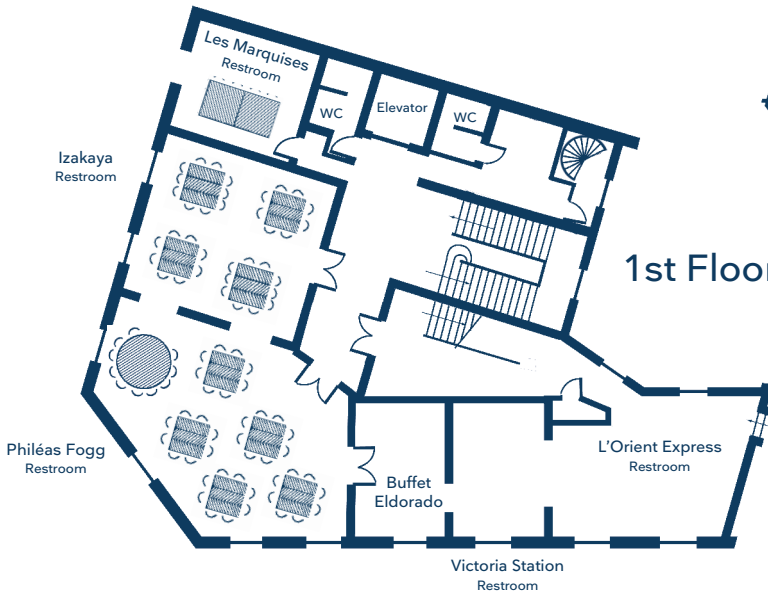 Les Marquises
Restroom
WC
Elevator
WC
Izakaya
Restroom
1st Floor
Philéas Fogg
Restroom
L'Orient Express
Restroom
Buffet
Eldorado
Victoria Station
Restroom